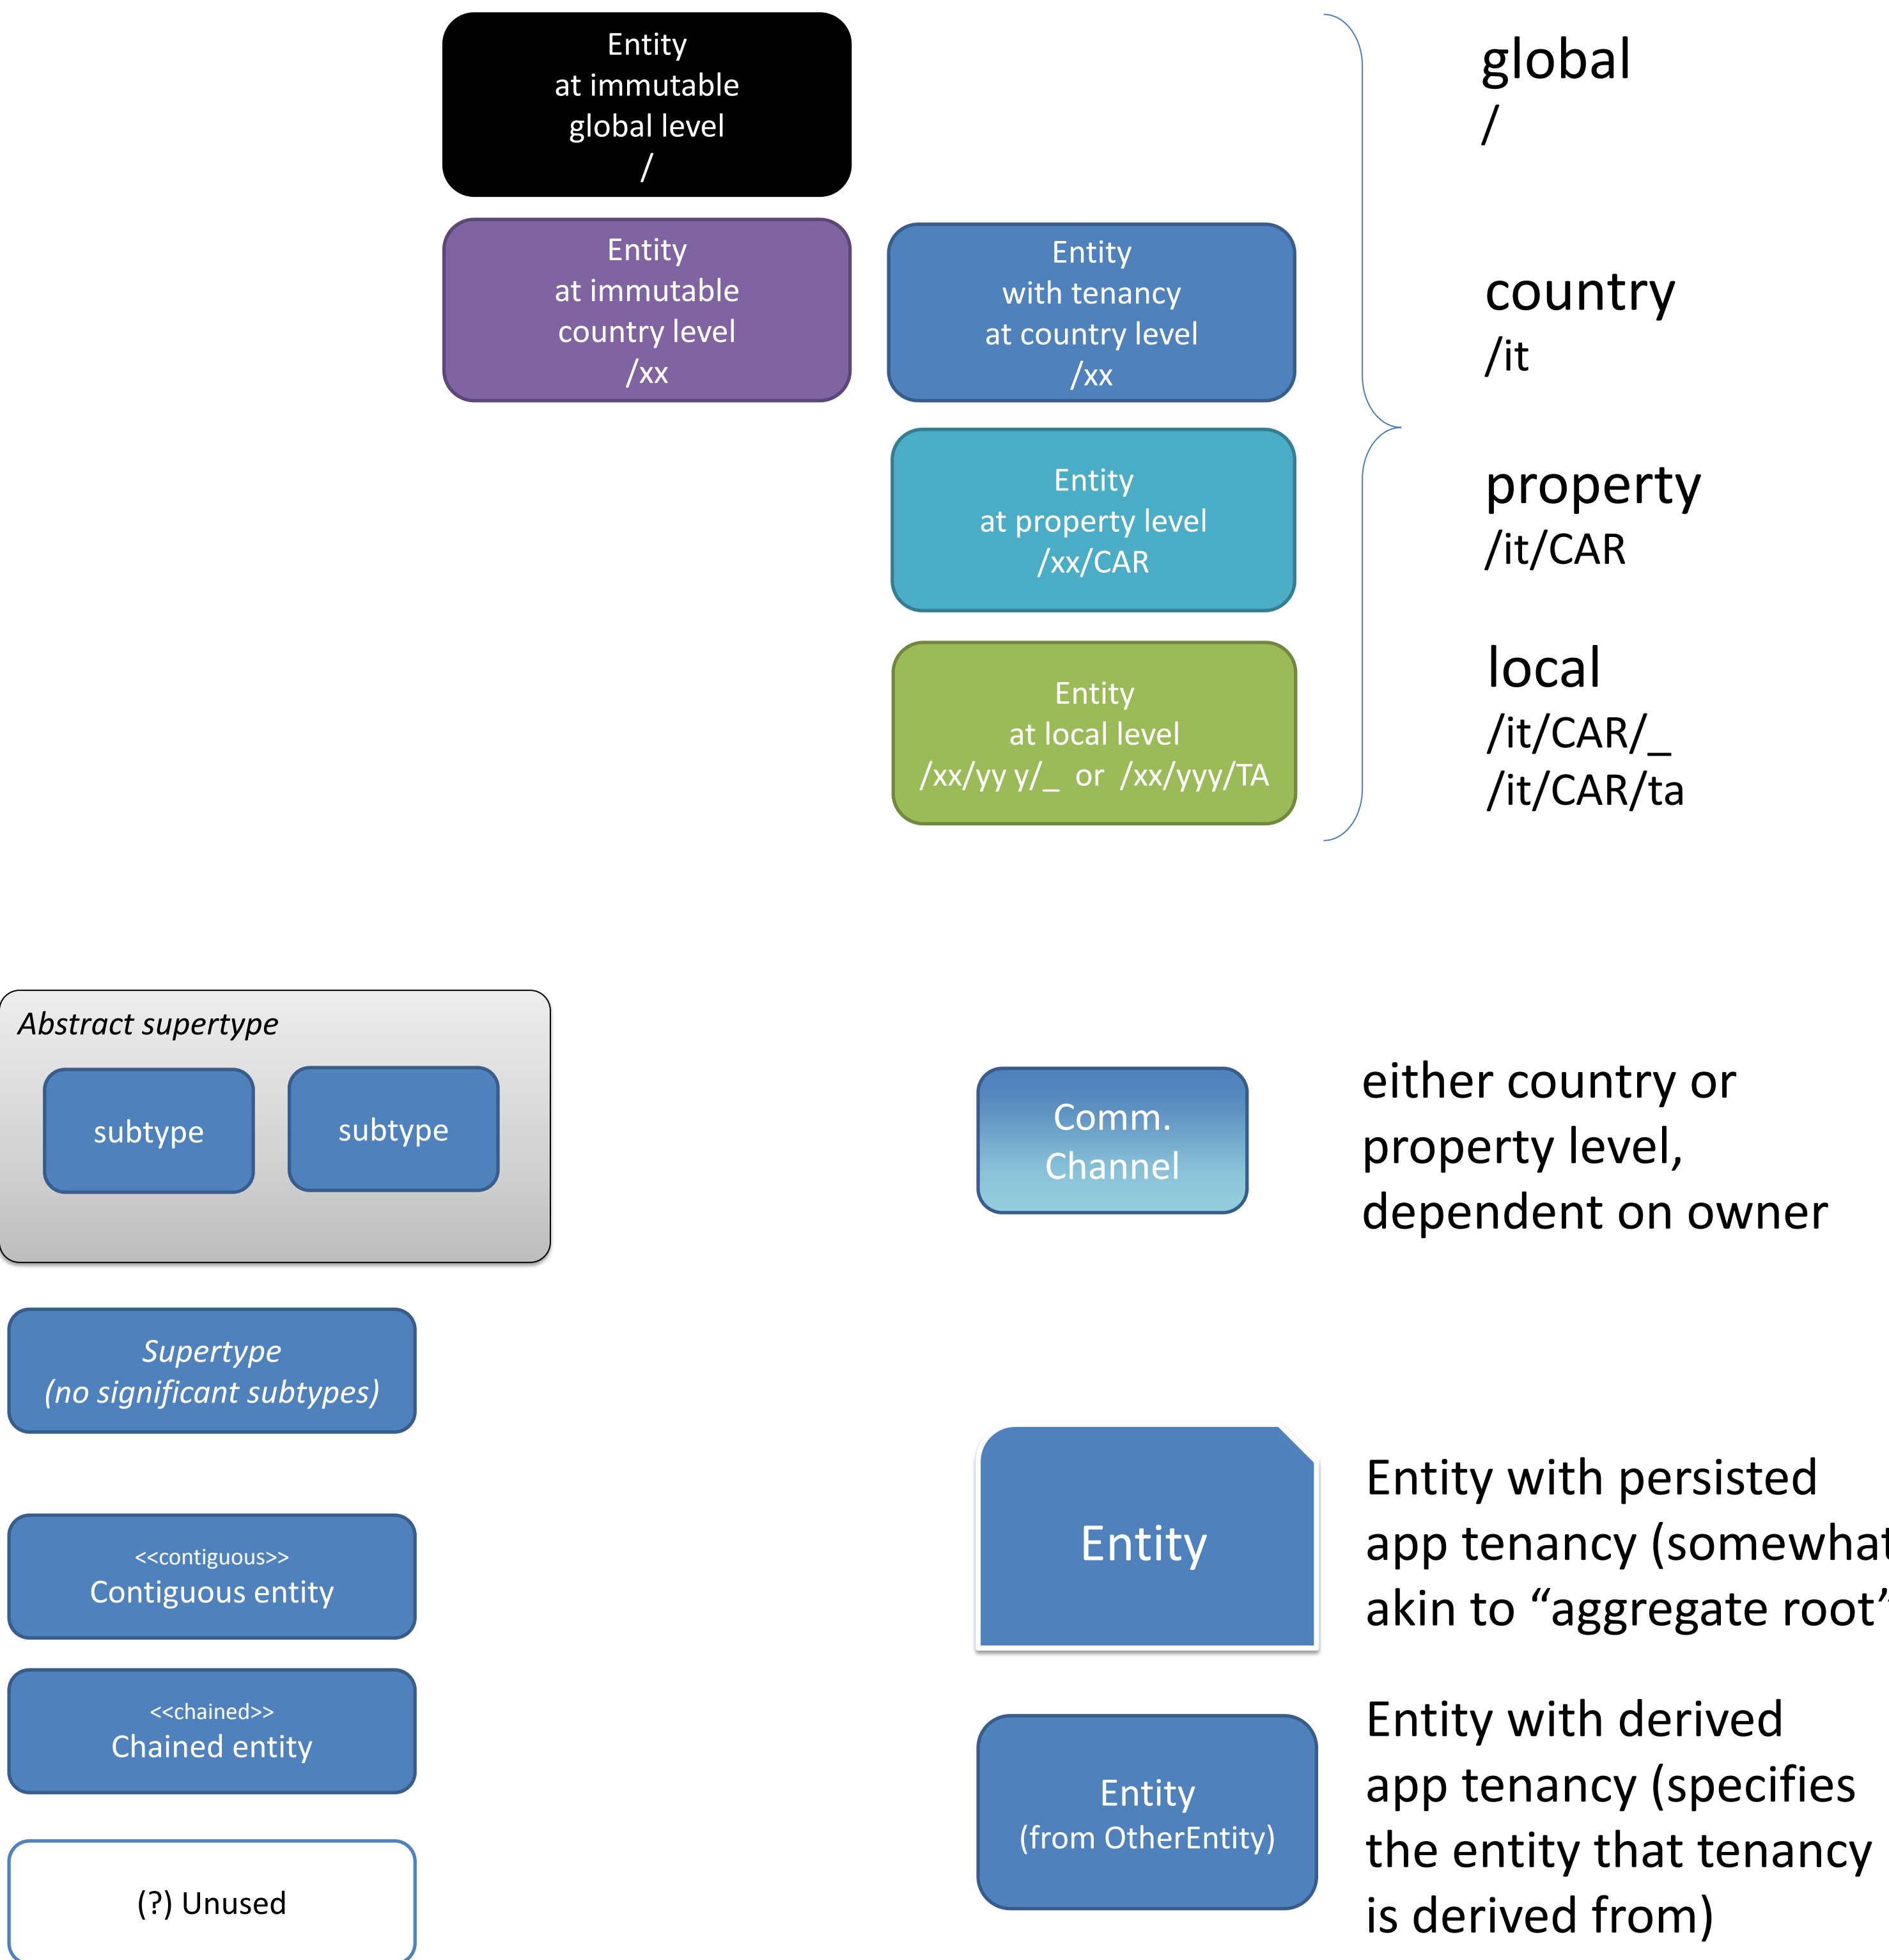 Entity
at immutable
global level
/
global
/
Entity
at immutable
country level
/xx
Entity
with tenancy
at country level
/xx
country
/it
Entity
at property level
/xx/CAR
property
/it/CAR
Entity
at local level
/xx/yy y/_ or /xx/yyy/TA
local
/it/CAR/_
/it/CAR/ta
Abstract supertype
subtype
subtype
Comm.
Channel
either country or
property level,
dependent on owner
Supertype
(no significant subtypes)
<<contiguous>>
Contiguous entity
Entity
Entity with persisted
app tenancy (somewhat
akin to “aggregate root”
<<chained>>
Chained entity
Entity
(from OtherEntity)
Entity with derived
app tenancy (specifies
the entity that tenancy
is derived from)
(?) Unused